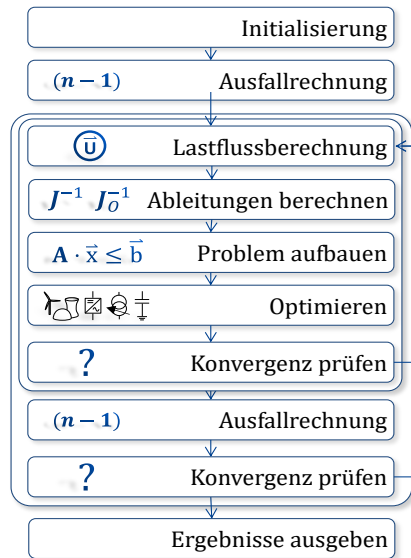 Initialisierung
(n − 1) Ausfallrechnung
U⃗ Lastflussberechnung
J⁻¹ J_O⁻¹ Ableitungen berechnen
A · x⃗ ≤ b⃗ Problem aufbauen
Optimieren
? Konvergenz prüfen
(n − 1) Ausfallrechnung
? Konvergenz prüfen
Ergebnisse ausgeben